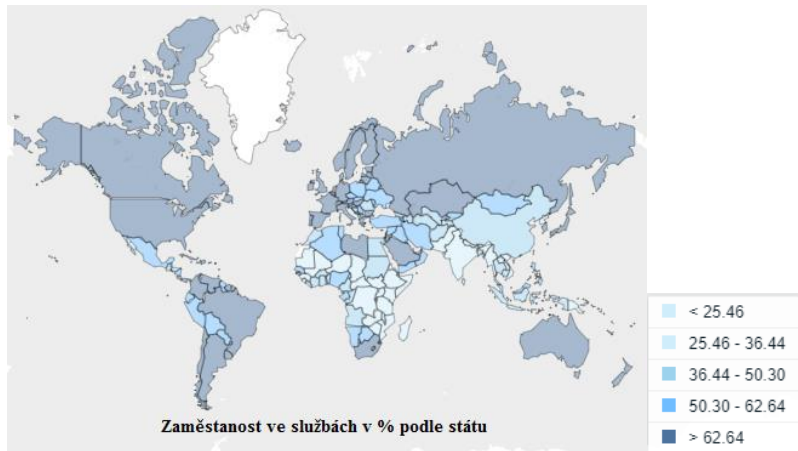 Zaměstanost ve službách v % podle státu
< 25.46
25.46 - 36.44
36.44 - 50.30
50.30 - 62.64
> 62.64